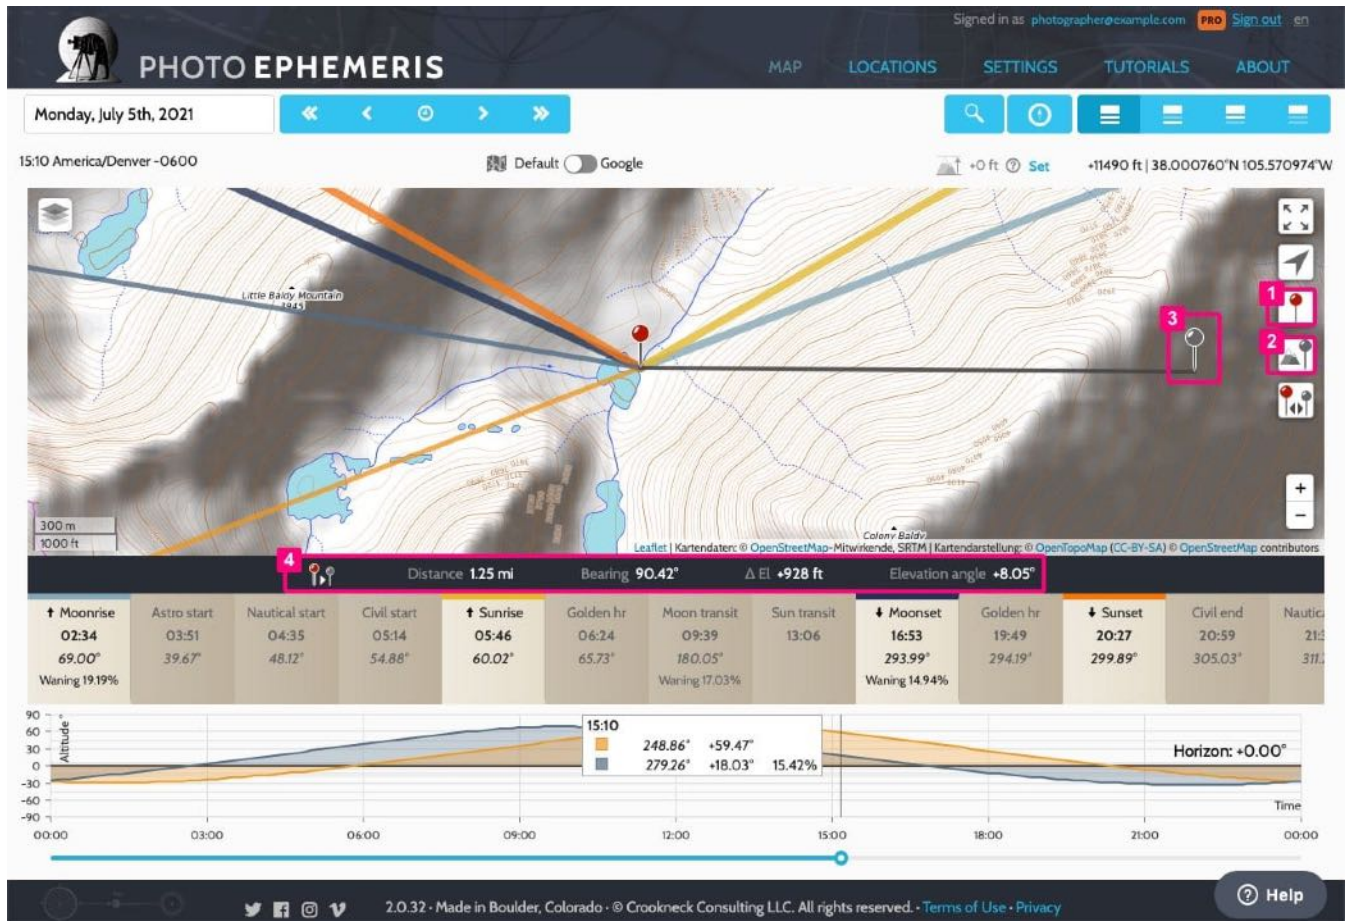 Signed in as photographer@example.com PRO Sign out en
PHOTO EPHEMERIS
MAP LOCATIONS SETTINGS TUTORIALS ABOUT
Monday, July 5th, 2021
15:10 America/Denver -0600
Default Google
+0 ft Set
+11490 ft | 38.000760°N 105.570974°W
Little Baldy Mountain
3945
1
2
3
Colony Baldy
300 m
1000 ft
+
−
Leaflet | Kartendaten: © OpenStreetMap-Mitwirkende, SRTM | Kartendarstellung: © OpenTopoMap (CC-BY-SA) © OpenStreetMap contributors
4
Distance 1.25 mi Bearing 90.42° Δ El +928 ft Elevation angle +8.05°
Moonrise Astro start Nautical start Civil start Sunrise Golden hr Moon transit Sun transit Moonset Golden hr Sunset Civil end Nautic
02:34 03:51 04:35 05:14 05:46 06:24 09:39 13:06 16:53 19:49 20:27 20:59 21:3
69.00° 39.67° 48.12° 54.88° 60.02° 65.73° 180.05° 293.99° 294.19° 299.89° 305.03° 311.
Waning 19.19% Waning 17.03% Waning 14.94%
90
60
30
0
-30
-60
-90
Altitude°
15:10
248.86° +59.47°
279.26° +18.03° 15.42%
Horizon: +0.00°
Time
00:00 03:00 06:00 09:00 12:00 15:00 18:00 21:00 00:00
2.0.32 · Made in Boulder, Colorado · © Crookneck Consulting LLC. All rights reserved. · Terms of Use · Privacy
Help